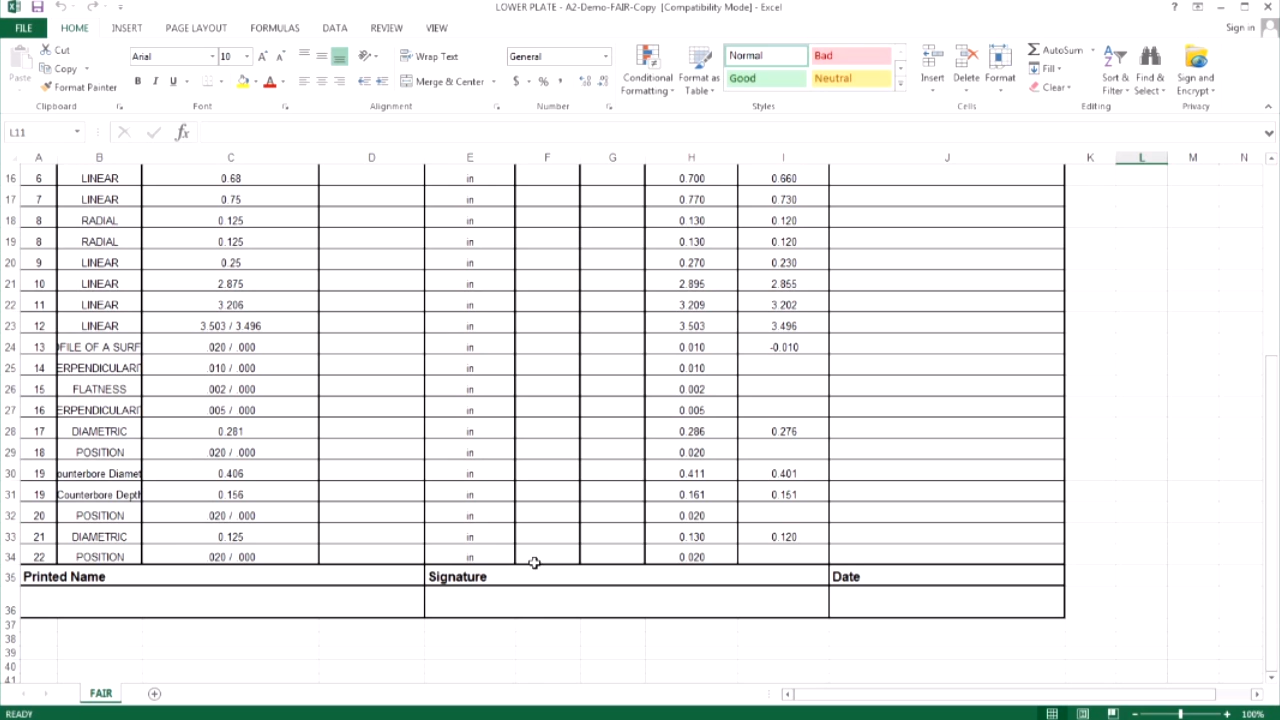 LOWER PLATE - A2-Demo-FAIR-Copy [Compatibility Mode] - Excel
FILE HOME INSERT PAGE LAYOUT FORMULAS DATA REVIEW VIEW Sign in
Paste Cut Copy Format Painter Clipboard
Arial 10 B I U A Font
Wrap Text Merge & Center Alignment
General $ % , Number
Conditional Formatting Format as Table Normal Bad Good Neutral Styles
Insert Delete Format Cells
AutoSum Fill Clear Sort & Filter Find & Select Editing
Sign and Encrypt Privacy
L11 fx
A B C D E F G H I J K L M N
16 6 LINEAR 0.68 in 0.700 0.660
17 7 LINEAR 0.75 in 0.770 0.730
18 8 RADIAL 0.125 in 0.130 0.120
19 8 RADIAL 0.125 in 0.130 0.120
20 9 LINEAR 0.25 in 0.270 0.230
21 10 LINEAR 2.875 in 2.895 2.855
22 11 LINEAR 3.206 in 3.209 3.202
23 12 LINEAR 3.503 / 3.496 in 3.503 3.496
24 13 OFILE OF A SURF .020 / .000 in 0.010 -0.010
25 14 ERPENDICULARI .010 / .000 in 0.010
26 15 FLATNESS .002 / .000 in 0.002
27 16 ERPENDICULARI .005 / .000 in 0.005
28 17 DIAMETRIC 0.281 in 0.286 0.276
29 18 POSITION .020 / .000 in 0.020
30 19 ounterbore Diamet 0.406 in 0.411 0.401
31 19 Counterbore Depth 0.156 in 0.161 0.151
32 20 POSITION .020 / .000 in 0.020
33 21 DIAMETRIC 0.125 in 0.130 0.120
34 22 POSITION .020 / .000 in 0.020
35 Printed Name Signature Date
36
37
38
39
40
41
FAIR
READY 100%